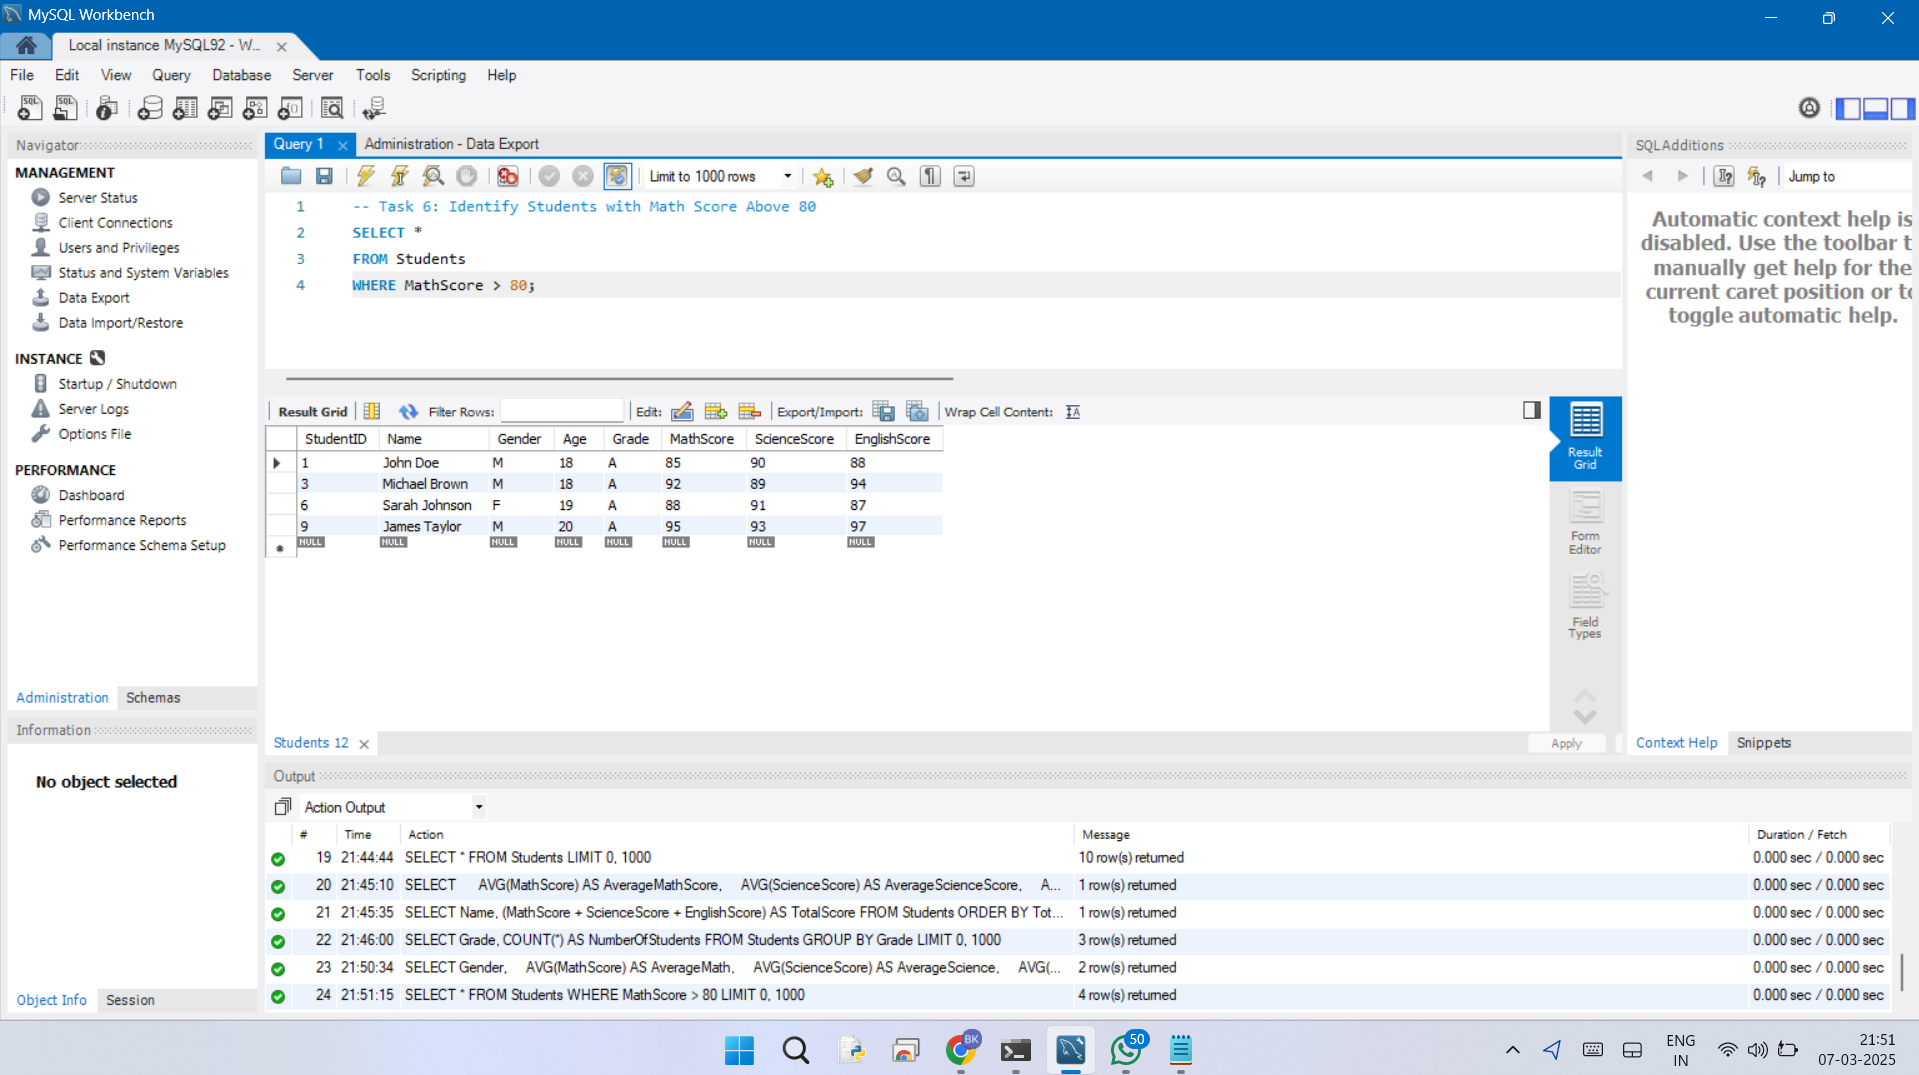 MySQL Workbench
Local instance MySQL92 - W...
File Edit View Query Database Server Tools Scripting Help
Navigator
MANAGEMENT
Server Status
Client Connections
Users and Privileges
Status and System Variables
Data Export
Data Import/Restore
INSTANCE
Startup / Shutdown
Server Logs
Options File
PERFORMANCE
Dashboard
Performance Reports
Performance Schema Setup
Administration Schemas
Information
No object selected
Object Info Session
Query 1 Administration - Data Export
Limit to 1000 rows
1 -- Task 6: Identify Students with Math Score Above 80
2 SELECT *
3 FROM Students
4 WHERE MathScore > 80;
Result Grid Filter Rows: Edit: Export/Import: Wrap Cell Content:
StudentID Name Gender Age Grade MathScore ScienceScore EnglishScore
1 John Doe M 18 A 85 90 88
3 Michael Brown M 18 A 92 89 94
6 Sarah Johnson F 19 A 88 91 87
9 James Taylor M 20 A 95 93 97
NULL NULL NULL NULL NULL NULL NULL NULL
Result
Grid
Form
Editor
Field
Types
Students 12
Apply
SQLAdditions
Jump to
Automatic context help is
disabled. Use the toolbar t
manually get help for the
current caret position or to
toggle automatic help.
Context Help Snippets
Output
Action Output
# Time Action Message Duration / Fetch
19 21:44:44 SELECT * FROM Students LIMIT 0, 1000 10 row(s) returned 0.000 sec / 0.000 sec
20 21:45:10 SELECT AVG(MathScore) AS AverageMathScore, AVG(ScienceScore) AS AverageScienceScore, A... 1 row(s) returned 0.000 sec / 0.000 sec
21 21:45:35 SELECT Name, (MathScore + ScienceScore + EnglishScore) AS TotalScore FROM Students ORDER BY Tot... 1 row(s) returned 0.000 sec / 0.000 sec
22 21:46:00 SELECT Grade, COUNT(*) AS NumberOfStudents FROM Students GROUP BY Grade LIMIT 0, 1000 3 row(s) returned 0.000 sec / 0.000 sec
23 21:50:34 SELECT Gender, AVG(MathScore) AS AverageMath, AVG(ScienceScore) AS AverageScience, AVG(... 2 row(s) returned 0.000 sec / 0.000 sec
24 21:51:15 SELECT * FROM Students WHERE MathScore > 80 LIMIT 0, 1000 4 row(s) returned 0.000 sec / 0.000 sec
BK
50
ENG
IN
21:51
07-03-2025